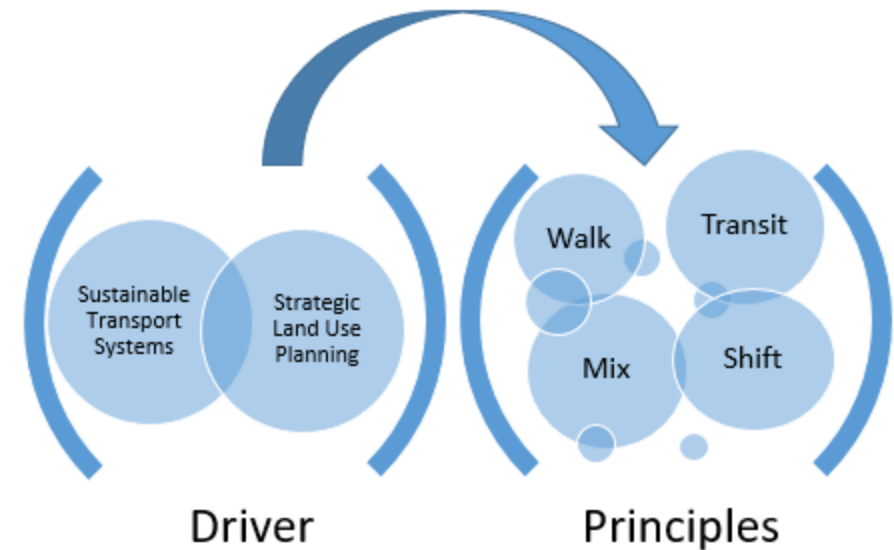 Sustainable
Transport
Systems
Strategic
Land Use
Planning
Walk
Transit
Mix
Shift
Driver
Principles